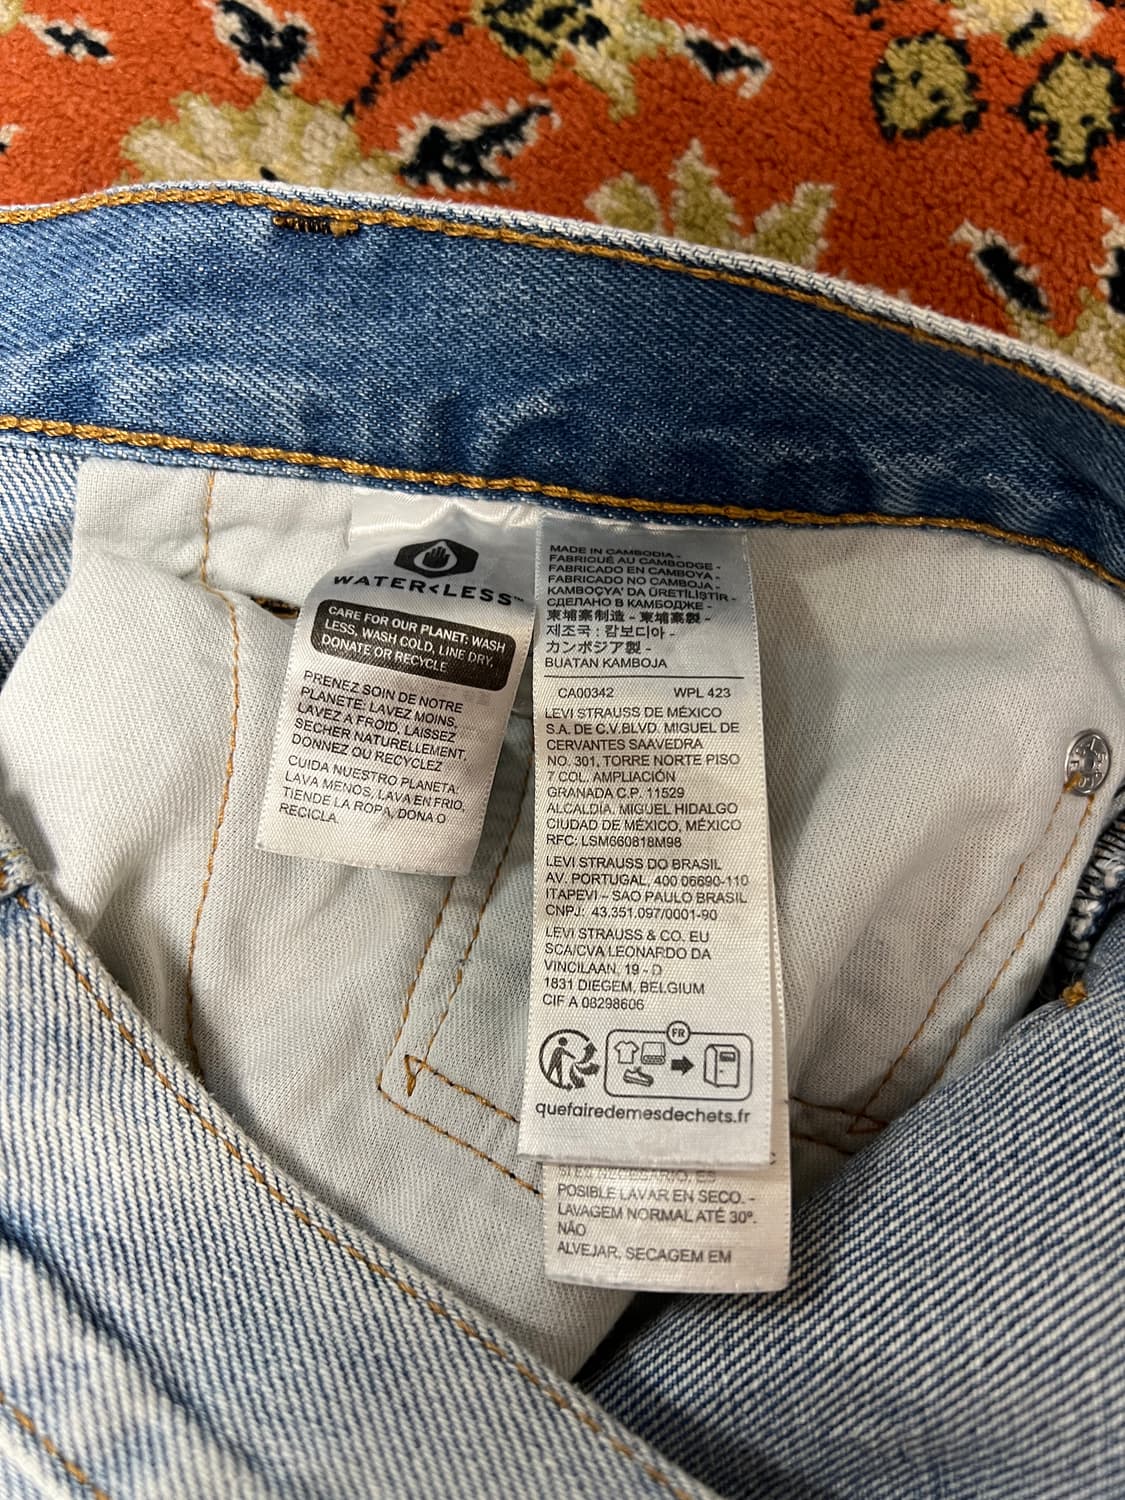 WATER<LESS™
CARE FOR OUR PLANET: WASH
LESS, WASH COLD, LINE DRY,
DONATE OR RECYCLE
PRENEZ SOIN DE NOTRE
PLANÈTE: LAVEZ MOINS,
LAVEZ A FROID, LAISSEZ
SECHER NATURELLEMENT,
DONNEZ OU RECYCLEZ
CUIDA NUESTRO PLANETA:
LAVA MENOS, LAVA EN FRIO,
TIENDE LA ROPA, DONA O
RECICLA.
MADE IN CAMBODIA -
FABRIQUÉ AU CAMBODGE -
FABRICADO EN CAMBOYA -
FABRICADO NO CAMBOJA -
KAMBOÇYA' DA ÜRETİLİŞTİR -
СДЕЛАНО В КАМБОДЖЕ -
柬埔寨制造 - 柬埔寨製 -
제조국 : 캄보디아 -
カンボジア製 -
BUATAN KAMBOJA
CA00342 WPL 423
LEVI STRAUSS DE MÉXICO
S.A. DE C.V.BLVD. MIGUEL DE
CERVANTES SAAVEDRA
NO. 301, TORRE NORTE PISO
7 COL. AMPLIACIÓN
GRANADA C.P. 11529
ALCALDÍA. MIGUEL HIDALGO
CIUDAD DE MÉXICO, MÉXICO
RFC: LSM660818M98
LEVI STRAUSS DO BRASIL
AV. PORTUGAL, 400 06690-110
ITAPEVI – SAO PAULO BRASIL
CNPJ: 43.351.097/0001-90
LEVI STRAUSS & CO. EU
SCA/CVA LEONARDO DA
VINCILAAN, 19 - D
1831 DIEGEM, BELGIUM
CIF A 08298606
FR
quefairedemesdechets.fr
ES
POSIBLE LAVAR EN SECO. -
LAVAGEM NORMAL ATÉ 30º.
NÃO
ALVEJAR. SECAGEM EM